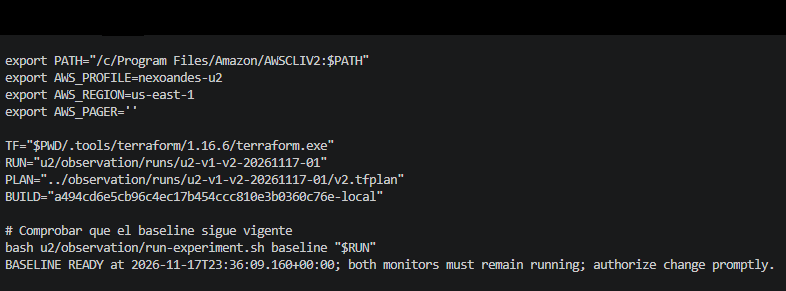 export PATH="/c/Program Files/Amazon/AWSCLIV2:$PATH"
export AWS_PROFILE=nexoandes-u2
export AWS_REGION=us-east-1
export AWS_PAGER=''
TF="$PWD/.tools/terraform/1.16.6/terraform.exe"
RUN="u2/observation/runs/u2-v1-v2-20261117-01"
PLAN="../observation/runs/u2-v1-v2-20261117-01/v2.tfplan"
BUILD="a494cd6e5cb96c4ec17b454ccc810e3b0360c76e-local"
# Comprobar que el baseline sigue vigente
bash u2/observation/run-experiment.sh baseline "$RUN"
BASELINE READY at 2026-11-17T23:36:09.160+00:00; both monitors must remain running; authorize change promptly.